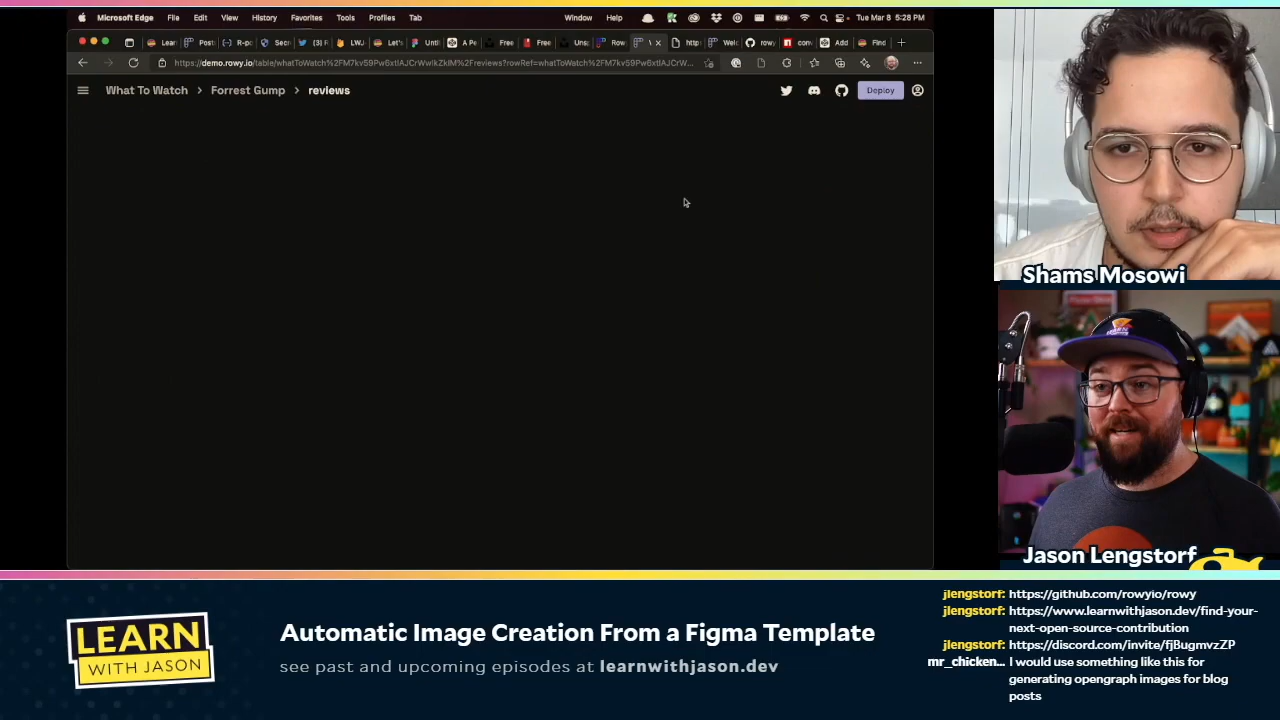 Microsoft Edge File Edit View History Favorites Tools Profiles Tab Window Help Tue Mar 8 5:28 PM
What To Watch > Forrest Gump > reviews
Deploy
Shams Mosowi
Jason Lengstorf
LEARN
WITH JASON
Automatic Image Creation From a Figma Template
see past and upcoming episodes at learnwithjason.dev
jlengstorf: https://github.com/rowyio/rowy
jlengstorf: https://www.learnwithjason.dev/find-your-
next-open-source-contribution
jlengstorf: https://discord.com/invite/fjBugmvzZP
mr_chicken... I would use something like this for
generating opengraph images for blog
posts